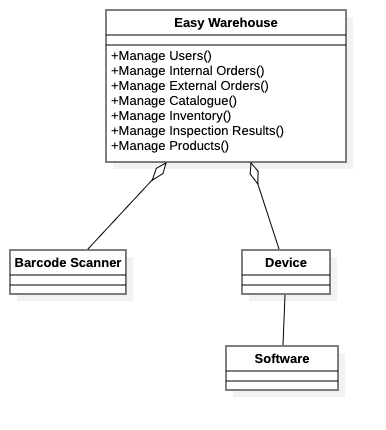 Easy Warehouse
+Manage Users()
+Manage Internal Orders()
+Manage External Orders()
+Manage Catalogue()
+Manage Inventory()
+Manage Inspection Results()
+Manage Products()
Barcode Scanner
Device
Software